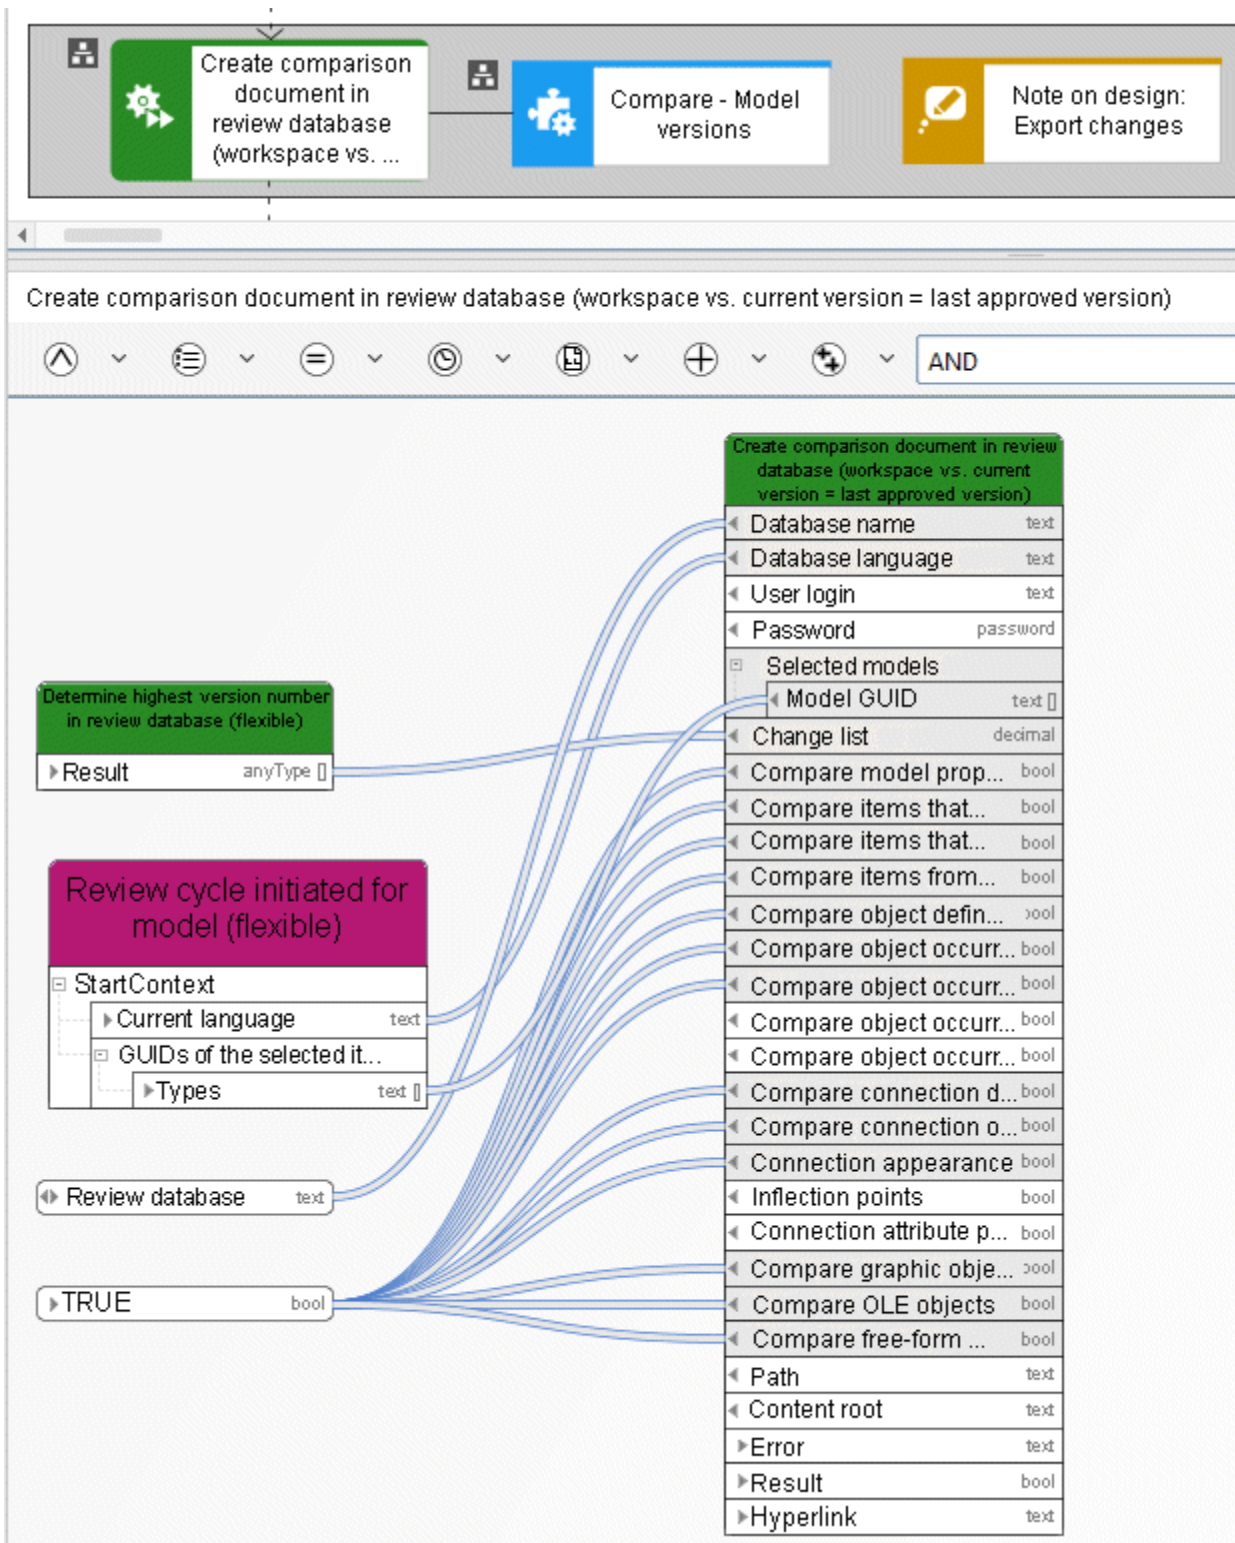 Create comparison
document in
review database
(workspace vs. ...
Compare - Model
versions
Note on design:
Export changes
Create comparison document in review database (workspace vs. current version = last approved version)
AND
Create comparison document in review
database (workspace vs. current
version = last approved version)
Database name text
Database language text
User login text
Password password
Selected models
Model GUID text []
Change list decimal
Compare model prop... bool
Compare items that... bool
Compare items that... bool
Compare items from... bool
Compare object defin... bool
Compare object occurr... bool
Compare object occurr... bool
Compare object occurr... bool
Compare object occurr... bool
Compare connection d... bool
Compare connection o... bool
Connection appearance bool
Inflection points bool
Connection attribute p... bool
Compare graphic obje... bool
Compare OLE objects bool
Compare free-form ... bool
Path text
Content root text
Error text
Result bool
Hyperlink text
Determine highest version number
in review database (flexible)
Result anyType []
Review cycle initiated for
model (flexible)
StartContext
Current language text
GUIDs of the selected it...
Types text []
Review database text
TRUE bool